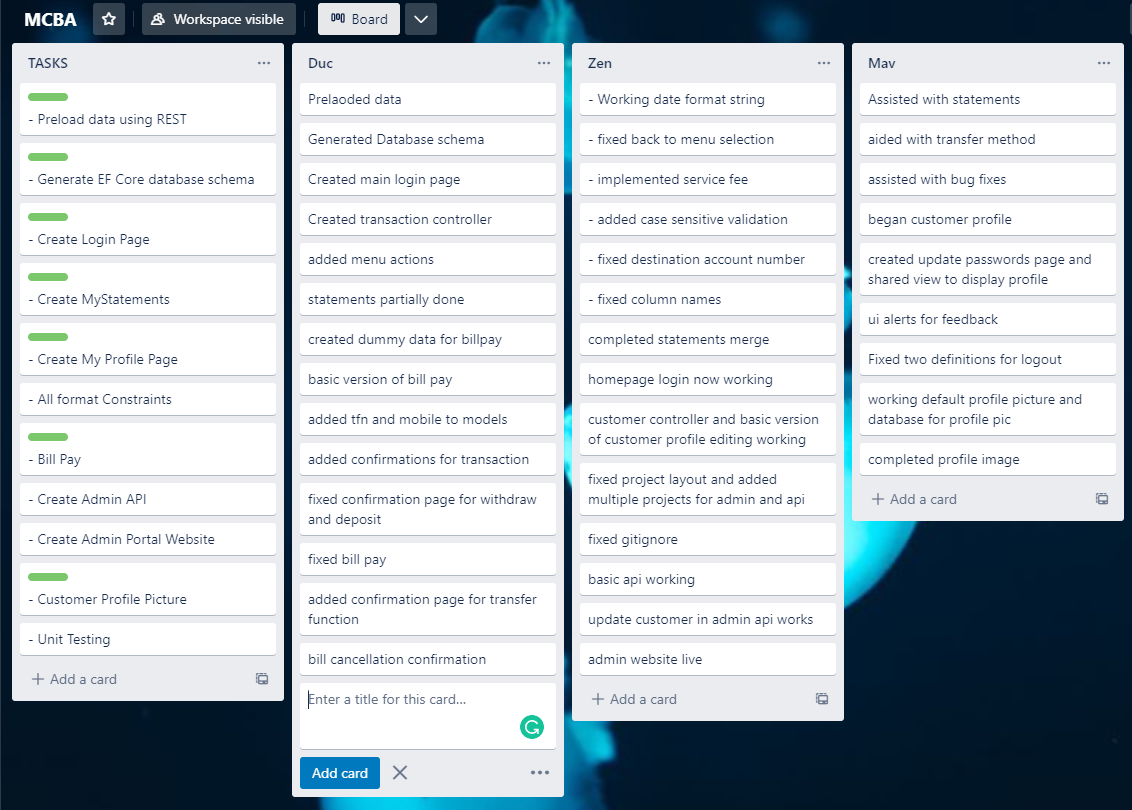 MCBA
Workspace visible
Board
TASKS
- Preload data using REST
- Generate EF Core database schema
- Create Login Page
- Create MyStatements
- Create My Profile Page
- All format Constraints
- Bill Pay
- Create Admin API
- Create Admin Portal Website
- Customer Profile Picture
- Unit Testing
+ Add a card
Duc
Prelaoded data
Generated Database schema
Created main login page
Created transaction controller
added menu actions
statements partially done
created dummy data for billpay
basic version of bill pay
added tfn and mobile to models
added confirmations for transaction
fixed confirmation page for withdraw
and deposit
fixed bill pay
added confirmation page for transfer
function
bill cancellation confirmation
Enter a title for this card...
Add card
Zen
- Working date format string
- fixed back to menu selection
- implemented service fee
- added case sensitive validation
- fixed destination account number
- fixed column names
completed statements merge
homepage login now working
customer controller and basic version
of customer profile editing working
fixed project layout and added
multiple projects for admin and api
fixed gitignore
basic api working
update customer in admin api works
admin website live
+ Add a card
Mav
Assisted with statements
aided with transfer method
assisted with bug fixes
began customer profile
created update passwords page and
shared view to display profile
ui alerts for feedback
Fixed two definitions for logout
working default profile picture and
database for profile pic
completed profile image
+ Add a card